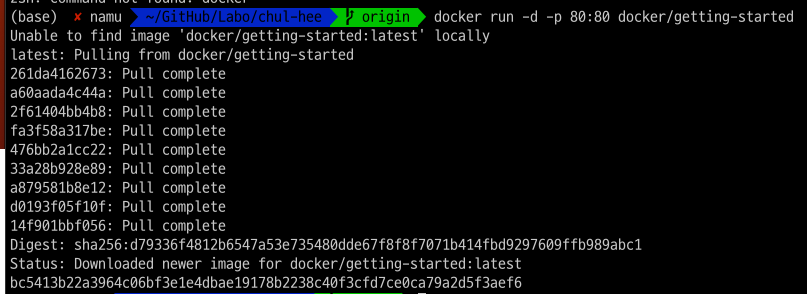 zsh: command not found: docker
(base) ✘ namu ~/GitHub/Labo/chul-hee origin docker run -d -p 80:80 docker/getting-started
Unable to find image 'docker/getting-started:latest' locally
latest: Pulling from docker/getting-started
261da4162673: Pull complete
a60aada4c44a: Pull complete
2f61404bb4b8: Pull complete
fa3f58a317be: Pull complete
476bb2a1cc22: Pull complete
33a28b928e89: Pull complete
a879581b8e12: Pull complete
d0193f05f10f: Pull complete
14f901bbf056: Pull complete
Digest: sha256:d79336f4812b6547a53e735480dde67f8f8f7071b414fbd9297609ffb989abc1
Status: Downloaded newer image for docker/getting-started:latest
bc5413b22a3964c06bf3e1e4dbae19178b2238c40f3cfd7ce0ca79a2d5f3aef6